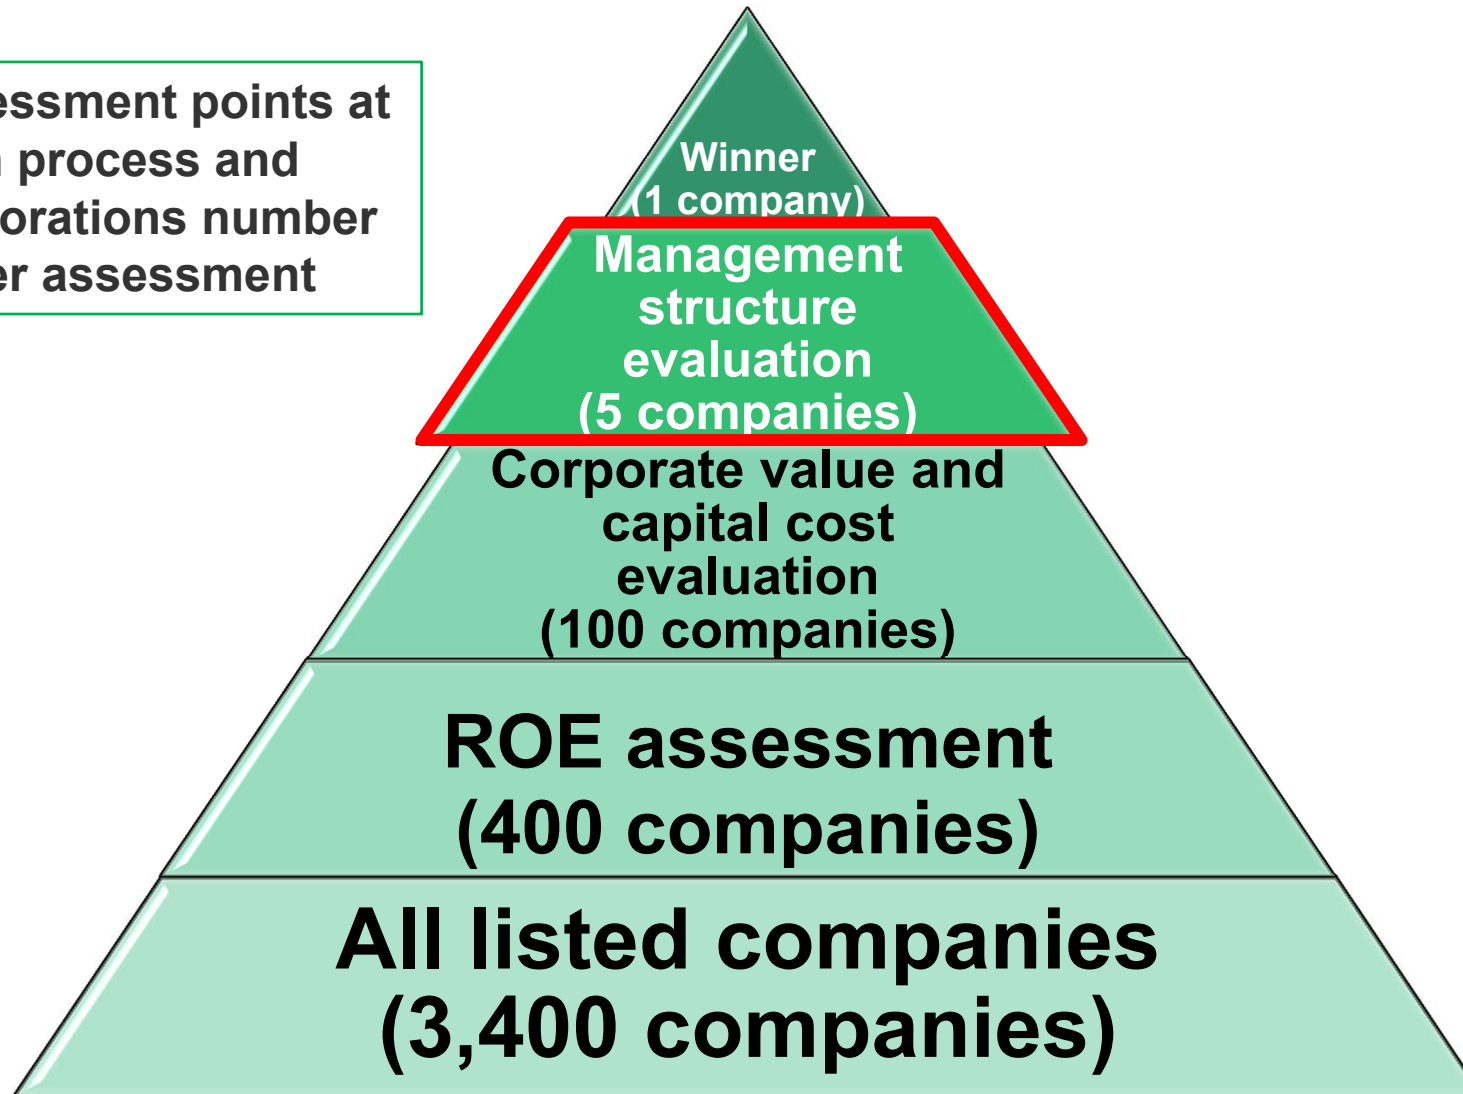 essment points at
process and
orations number
er assessment
Winner
(1 company)
Management
structure
evaluation
(5 companies)
Corporate value and
capital cost
evaluation
(100 companies)
ROE assessment
(400 companies)
All listed companies
(3,400 companies)